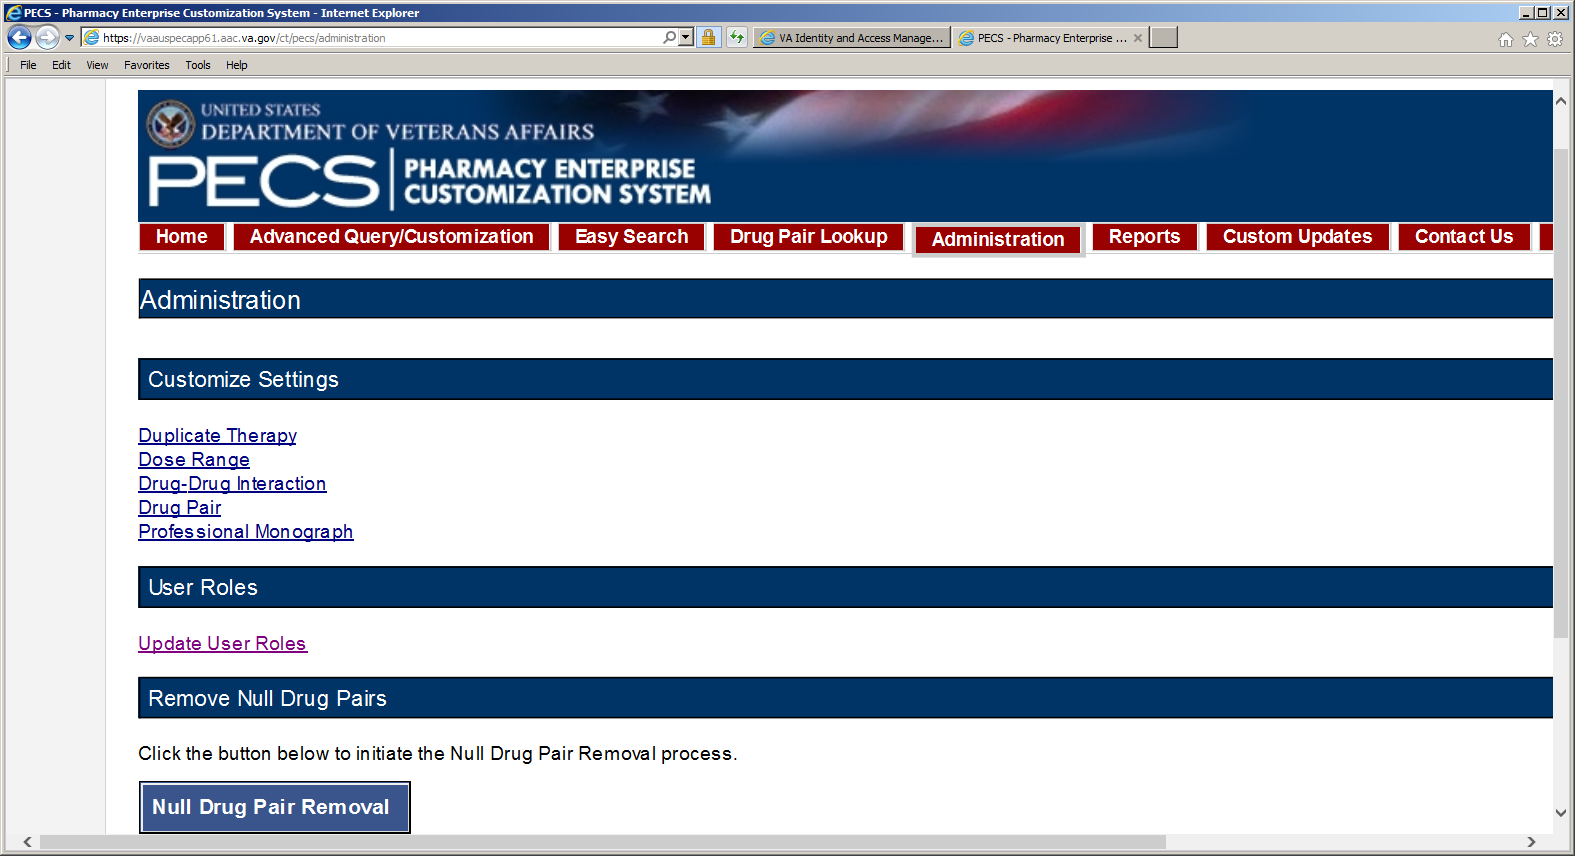 PECS - Pharmacy Enterprise Customization System - Internet Explorer
https://vaauspecapp61.aac.va.gov/ct/pecs/administration
VA Identity and Access Manage...
PECS - Pharmacy Enterprise ...
File Edit View Favorites Tools Help
UNITED STATES
DEPARTMENT OF VETERANS AFFAIRS
PECS
PHARMACY ENTERPRISE
CUSTOMIZATION SYSTEM
Home Advanced Query/Customization Easy Search Drug Pair Lookup Administration Reports Custom Updates Contact Us
Administration
Customize Settings
Duplicate Therapy
Dose Range
Drug-Drug Interaction
Drug Pair
Professional Monograph
User Roles
Update User Roles
Remove Null Drug Pairs
Click the button below to initiate the Null Drug Pair Removal process.
Null Drug Pair Removal